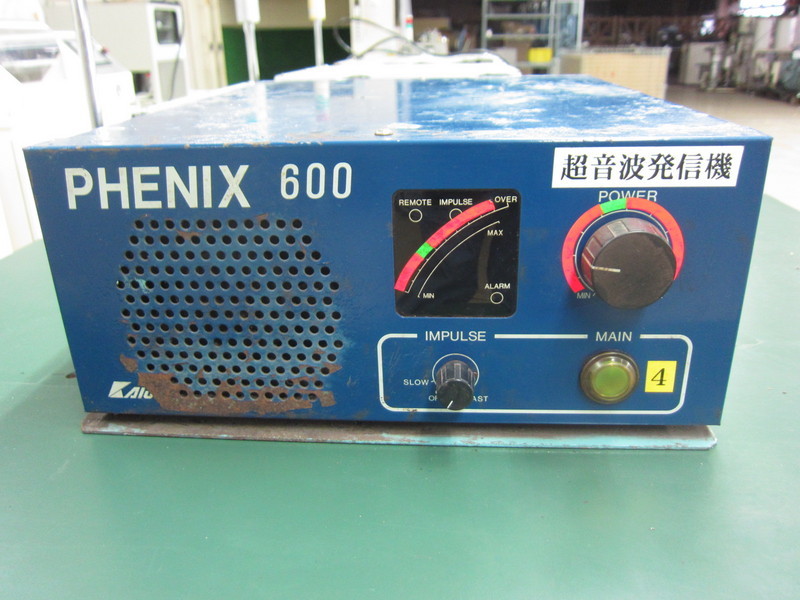 PHENIX 600
超音波発信機
POWER
MIN
REMOTE IMPULSE OVER
MAX
MIN
ALARM
IMPULSE
SLOW
MAIN
4